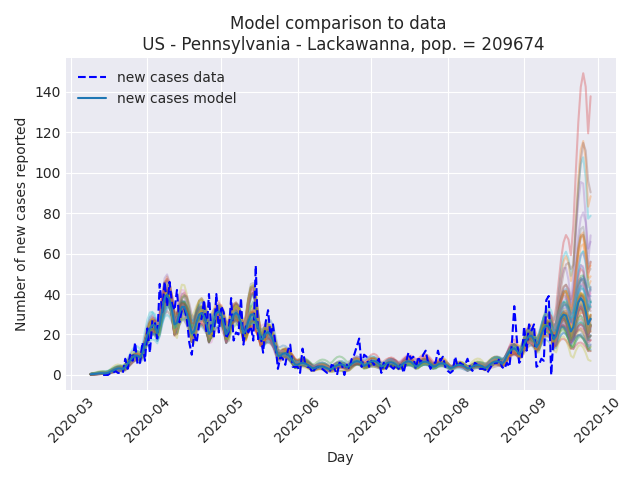 Model comparison to data
US - Pennsylvania - Lackawanna, pop. = 209674
new cases data
new cases model
Number of new cases reported
140
120
100
80
60
40
20
0
2020-03
2020-04
2020-05
2020-06
2020-07
2020-08
2020-09
2020-10
Day